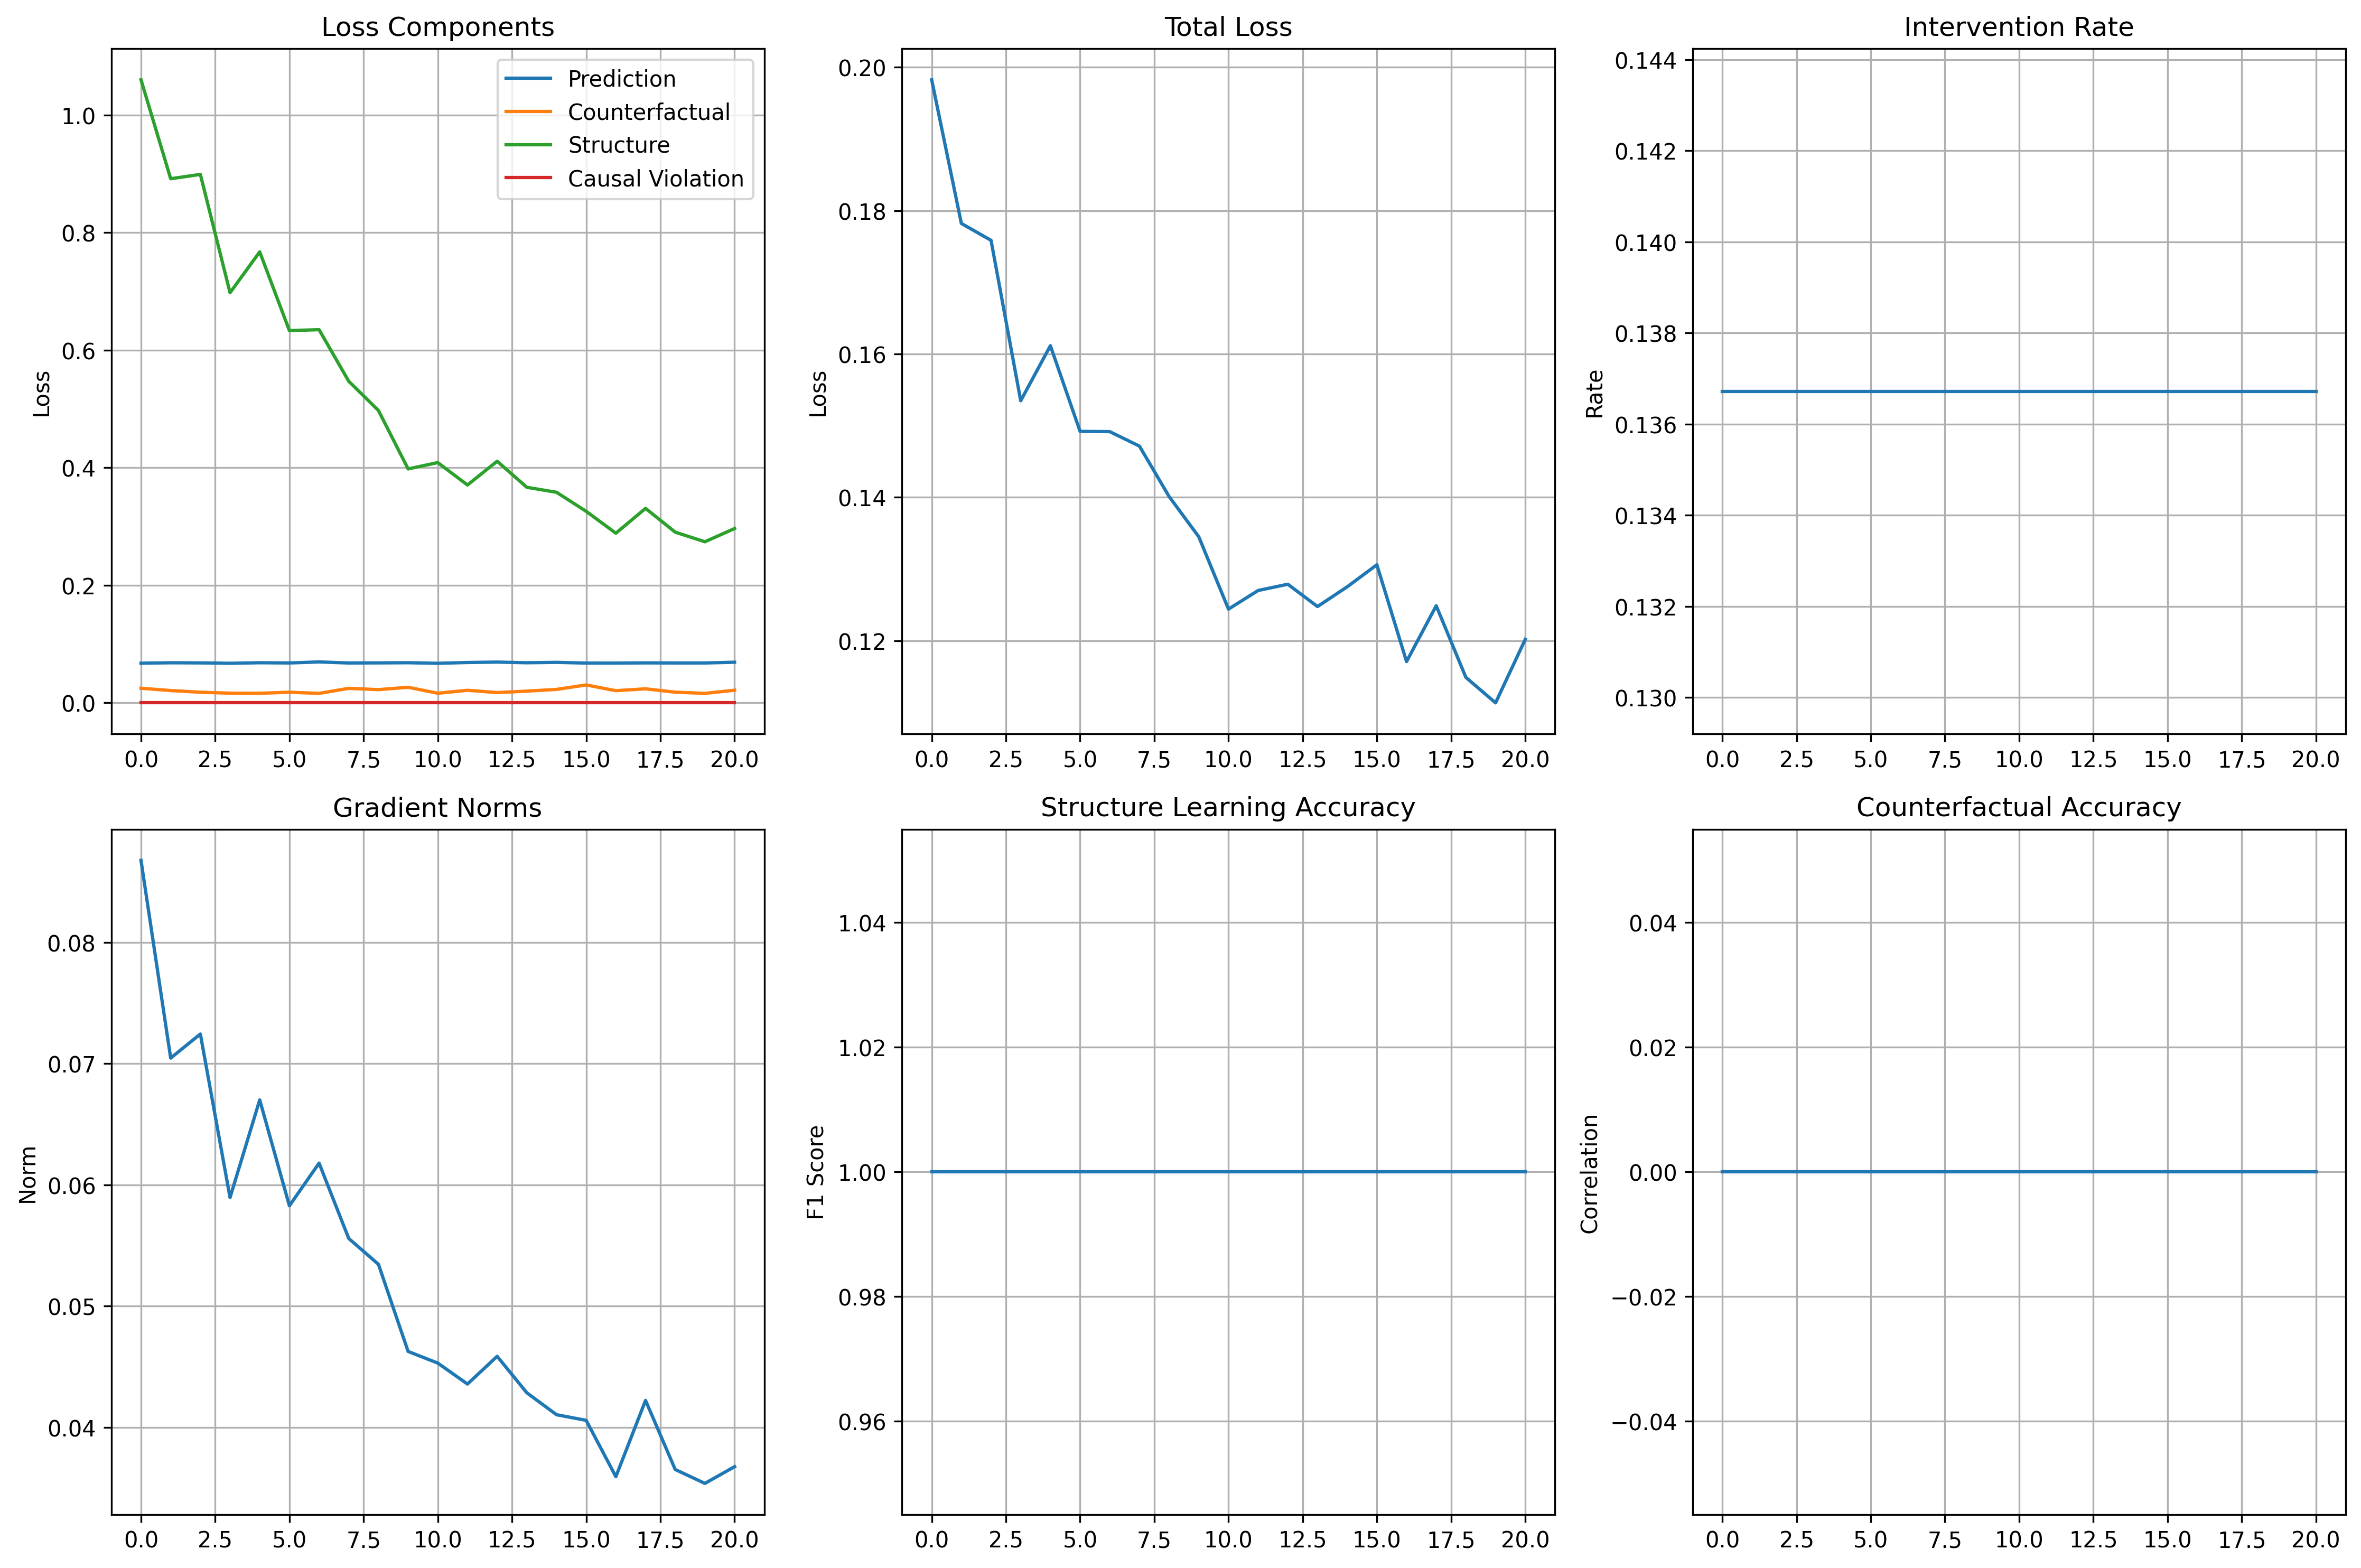 Loss Components
Loss
1.0
0.8
0.6
0.4
0.2
0.0
Prediction
Counterfactual
Structure
Causal Violation
0.0 2.5 5.0 7.5 10.0 12.5 15.0 17.5 20.0
Total Loss
Loss
0.20
0.18
0.16
0.14
0.12
0.0 2.5 5.0 7.5 10.0 12.5 15.0 17.5 20.0
Intervention Rate
Rate
0.144
0.142
0.140
0.138
0.136
0.134
0.132
0.130
0.0 2.5 5.0 7.5 10.0 12.5 15.0 17.5 20.0
Gradient Norms
Norm
0.08
0.07
0.06
0.05
0.04
0.0 2.5 5.0 7.5 10.0 12.5 15.0 17.5 20.0
Structure Learning Accuracy
F1 Score
1.04
1.02
1.00
0.98
0.96
0.0 2.5 5.0 7.5 10.0 12.5 15.0 17.5 20.0
Counterfactual Accuracy
Correlation
0.04
0.02
0.00
−0.02
−0.04
0.0 2.5 5.0 7.5 10.0 12.5 15.0 17.5 20.0